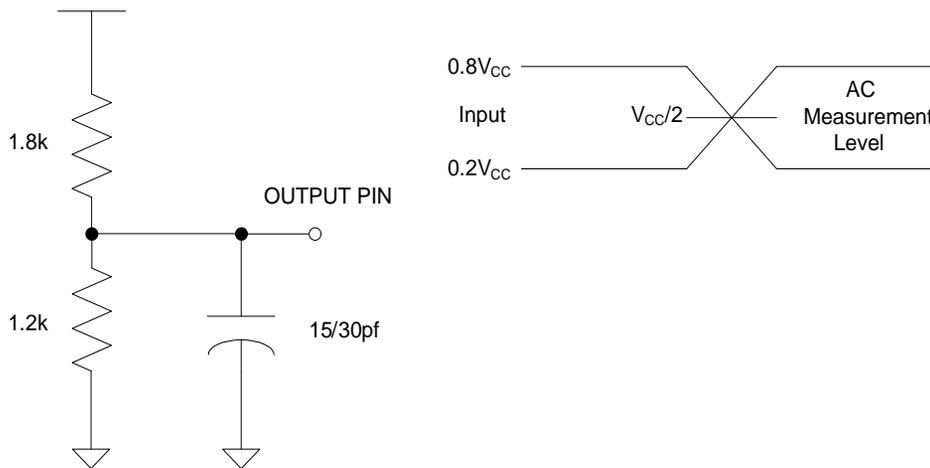 1.8k
OUTPUT PIN
1.2k
15/30pf
0.8VCC
Input
VCC/2
0.2VCC
AC
Measurement
Level